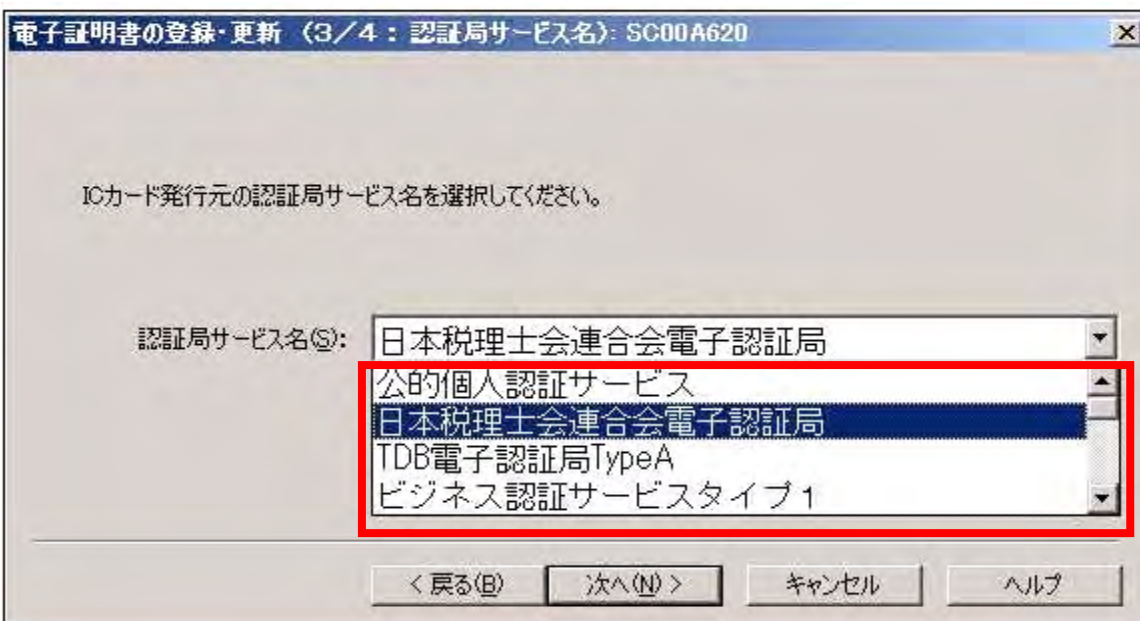 電子証明書の登録・更新 (3/4 : 認証局サービス名): SC00A620
ICカード発行元の認証局サービス名を選択してください。
認証局サービス名(S): 日本税理士会連合会電子認証局
公的個人認証サービス
日本税理士会連合会電子認証局
TDB電子認証局TypeA
ビジネス認証サービスタイプ1
< 戻る(B) 次へ(N) > キャンセル ヘルプ